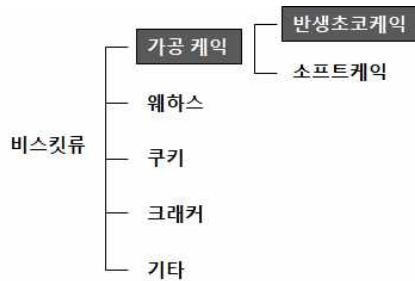 반생초코케익
가공 케익
소프트케익
웨하스
비스킷류
쿠키
크래커
기타